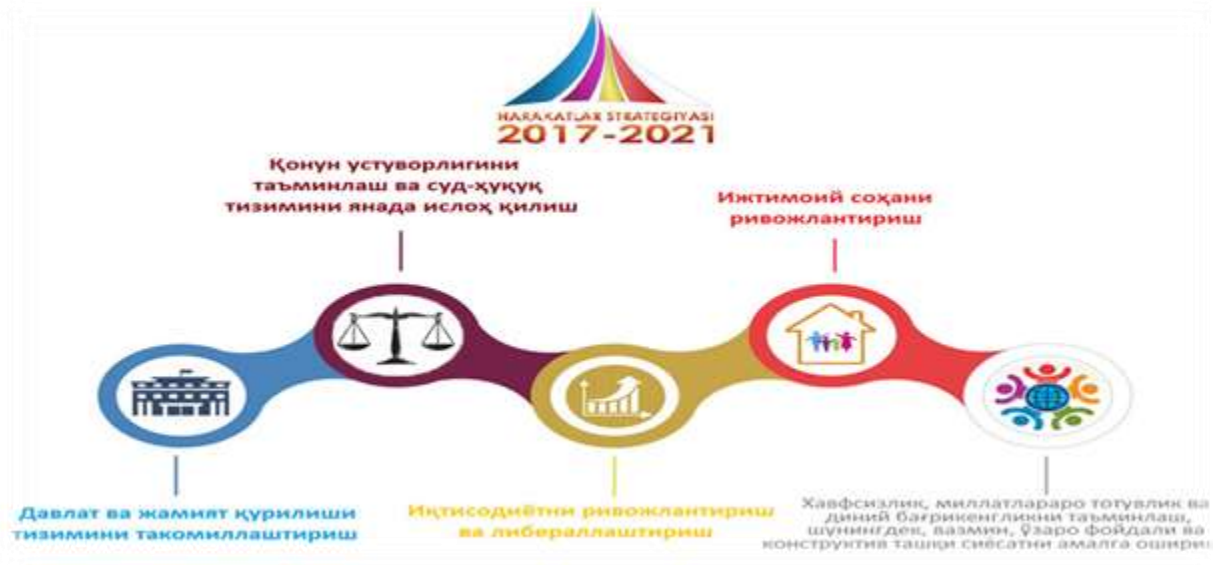 HARAKATLAR STRATEGIYASI
2017-2021
Қонун устуворлигини
таъминлаш ва суд-ҳуқуқ
тизимини янада ислоҳ қилиш
Ижтимоий соҳани
ривожлантириш
Давлат ва жамият қурилиши
тизимини такомиллаштириш
Иқтисодиётни ривожлантириш
ва либераллаштириш
Хавфсизлик, миллатлараро тотувлик ва
диний бағрикенгликни таъминлаш,
шунингдек, вазмин, ўзаро фойдали ва
конструктив ташқи сиёсатни амалга ошириш